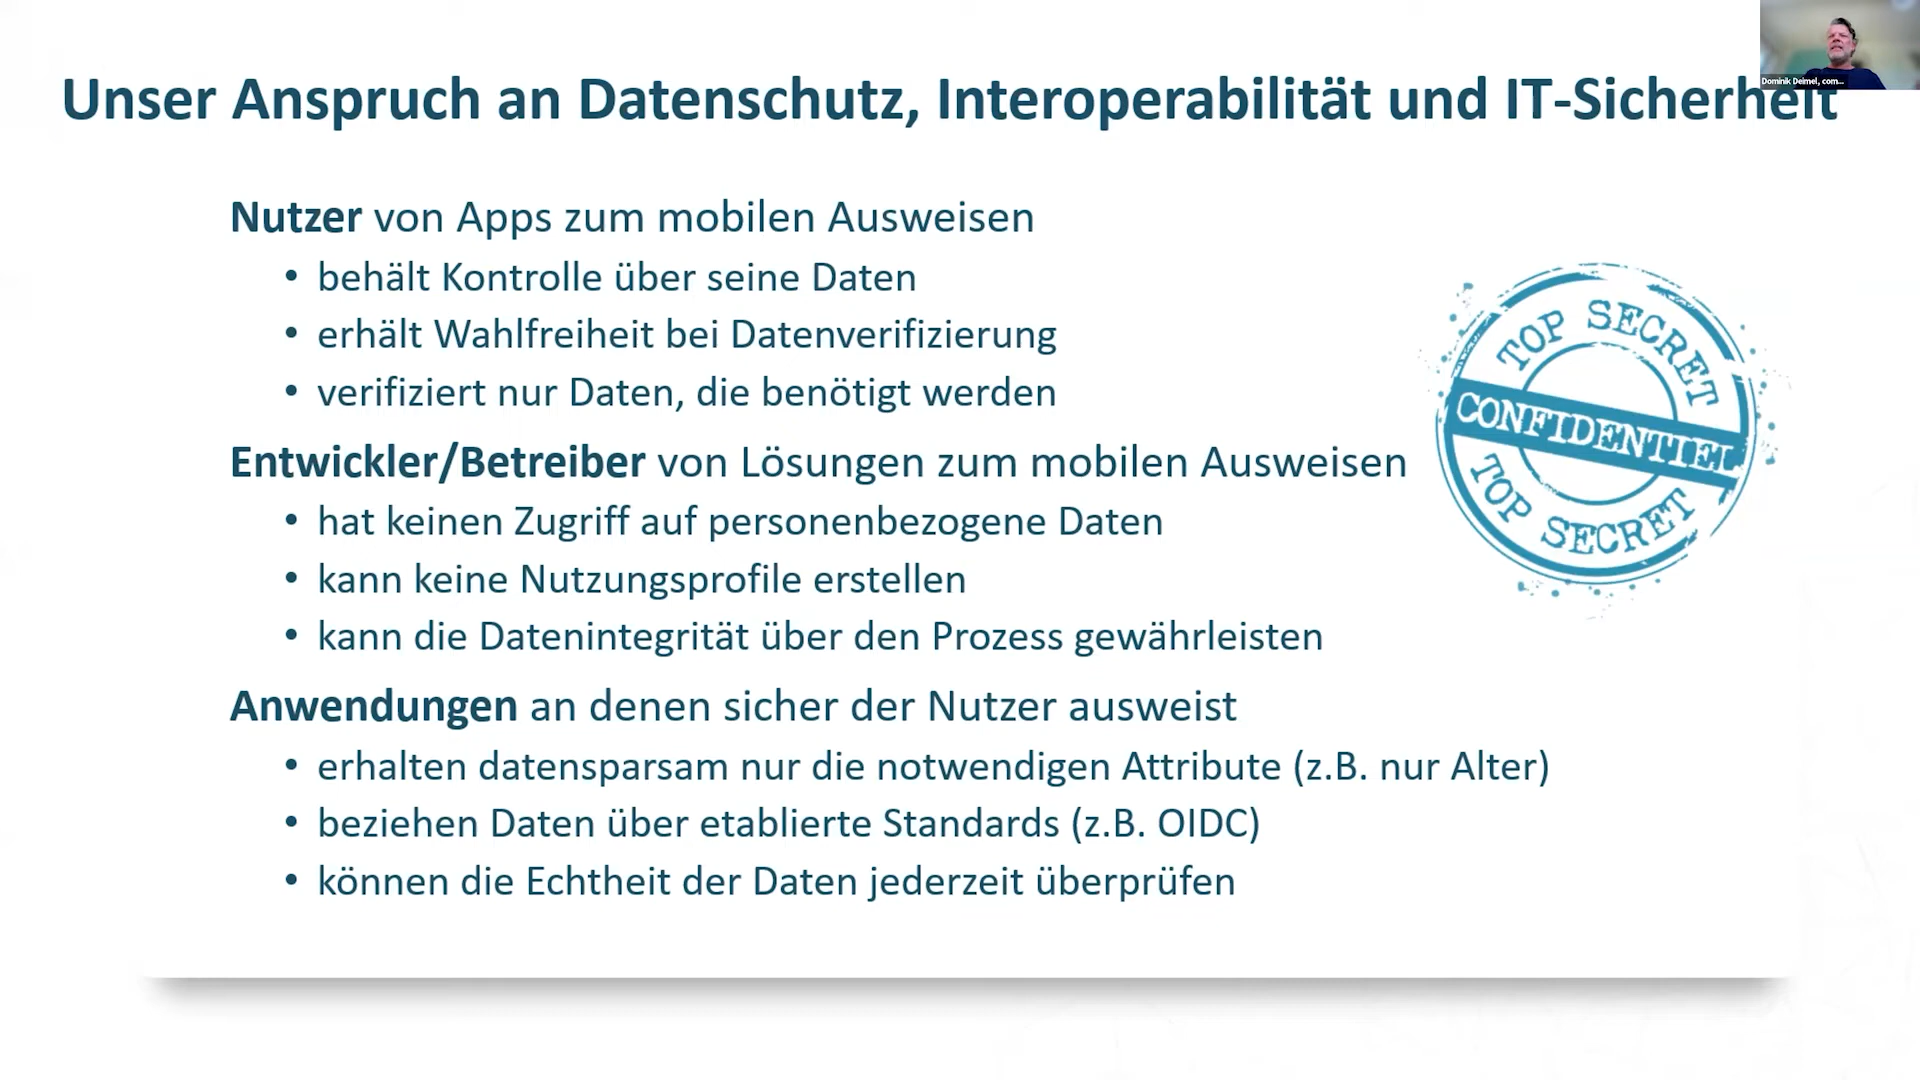 Dominik Deimel, com...
Unser Anspruch an Datenschutz, Interoperabilität und IT-Sicherheit
Nutzer von Apps zum mobilen Ausweisen
• behält Kontrolle über seine Daten
• erhält Wahlfreiheit bei Datenverifizierung
• verifiziert nur Daten, die benötigt werden
Entwickler/Betreiber von Lösungen zum mobilen Ausweisen
• hat keinen Zugriff auf personenbezogene Daten
• kann keine Nutzungsprofile erstellen
• kann die Datenintegrität über den Prozess gewährleisten
Anwendungen an denen sicher der Nutzer ausweist
• erhalten datensparsam nur die notwendigen Attribute (z.B. nur Alter)
• beziehen Daten über etablierte Standards (z.B. OIDC)
• können die Echtheit der Daten jederzeit überprüfen
TOP SECRET
CONFIDENTIEL
TOP SECRET